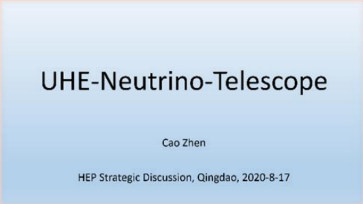 UHE-Neutrino-Telescope
Cao Zhen
HEP Strategic Discussion, Qingdao, 2020-8-17